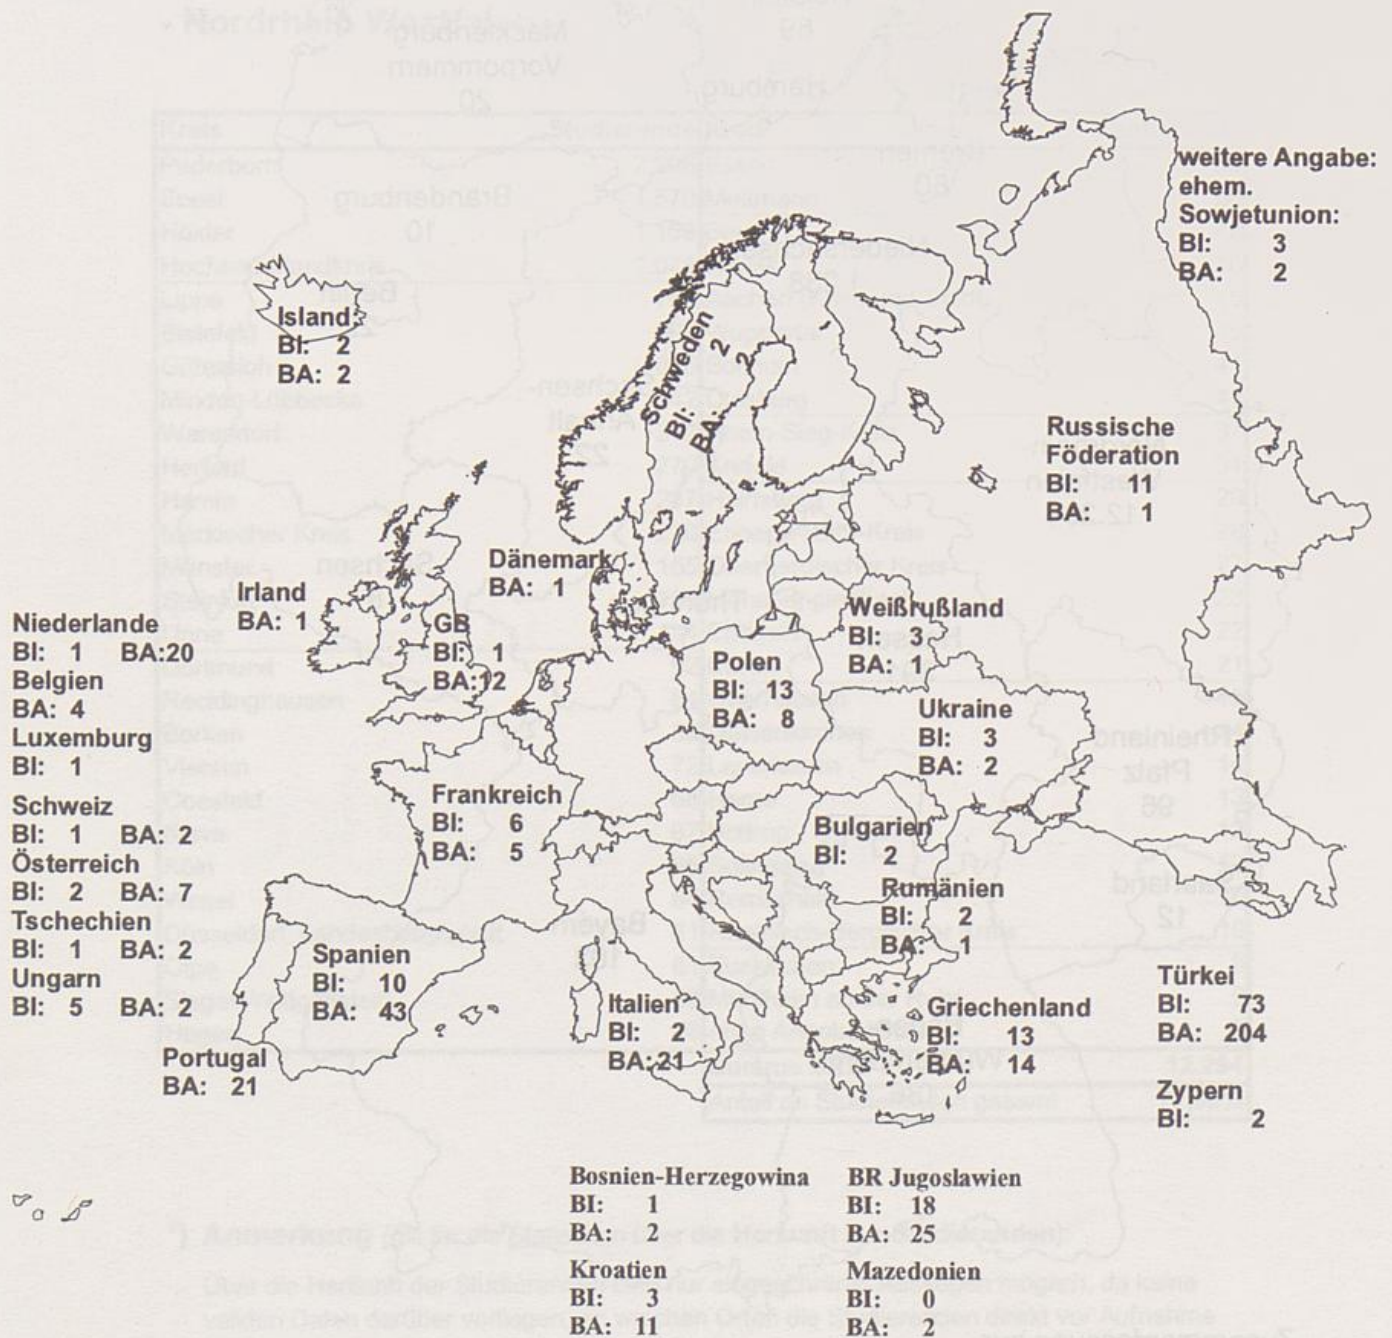 weitere Angabe:
ehem.
Sowjetunion:
BI: 3
BA: 2
Island:
BI: 2
BA: 2
Schweden
BI: 2
BA: 2
Russische
Föderation
BI: 11
BA: 1
Dänemark
BA: 1
Irland
BA: 1
GB
BI: 1
BA: 12
Weißrußland
BI: 3
BA: 1
Polen
BI: 13
BA: 8
Ukraine
BI: 3
BA: 2
Niederlande
BI: 1 BA:20
Belgien
BA: 4
Luxemburg
BI: 1
Schweiz
BI: 1 BA: 2
Österreich
BI: 2 BA: 7
Tschechien
BI: 1 BA: 2
Ungarn
BI: 5 BA: 2
Frankreich
BI: 6
BA: 5
Bulgarien
BI: 2
Rumänien
BI: 2
BA: 1
Spanien
BI: 10
BA: 43
Portugal
BA: 21
Italien
BI: 2
BA:21
Griechenland
BI: 13
BA: 14
Türkei
BI: 73
BA: 204
Zypern
BI: 2
Bosnien-Herzegowina
BI: 1
BA: 2
BR Jugoslawien
BI: 18
BA: 25
Kroatien
BI: 3
BA: 11
Mazedonien
BI: 0
BA: 2